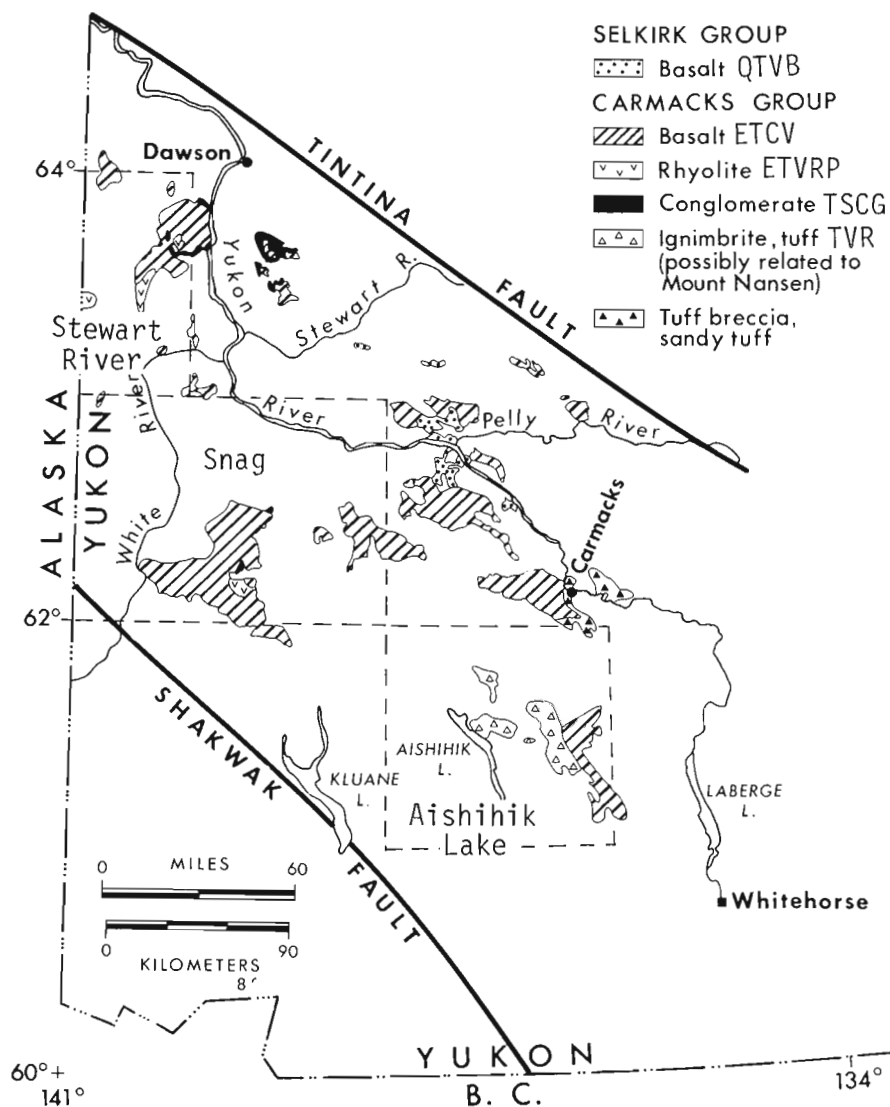 SELKIRK GROUP
Basalt QTVB
CARMACKS GROUP
Basalt ETCV
Rhyolite ETVRP
Conglomerate TSCG
Ignimbrite, tuff TVR
(possibly related to
Mount Nansen)
Tuff breccia,
sandy tuff
TINTINA
FAULT
Dawson
64°
Yukon
Stewart
R.
Stewart
River
River
River
Pelly
River
ALASKA
YUKON
Snag
White
Carmacks
62°
SHAKWAK
FAULT
KLUANE
L.
AISHIHIK
L.
Aishihik
Lake
LABERGE
L.
Whitehorse
0
MILES
60
0
90
KILOMETERS
YUKON
B. C.
60°
141°
134°